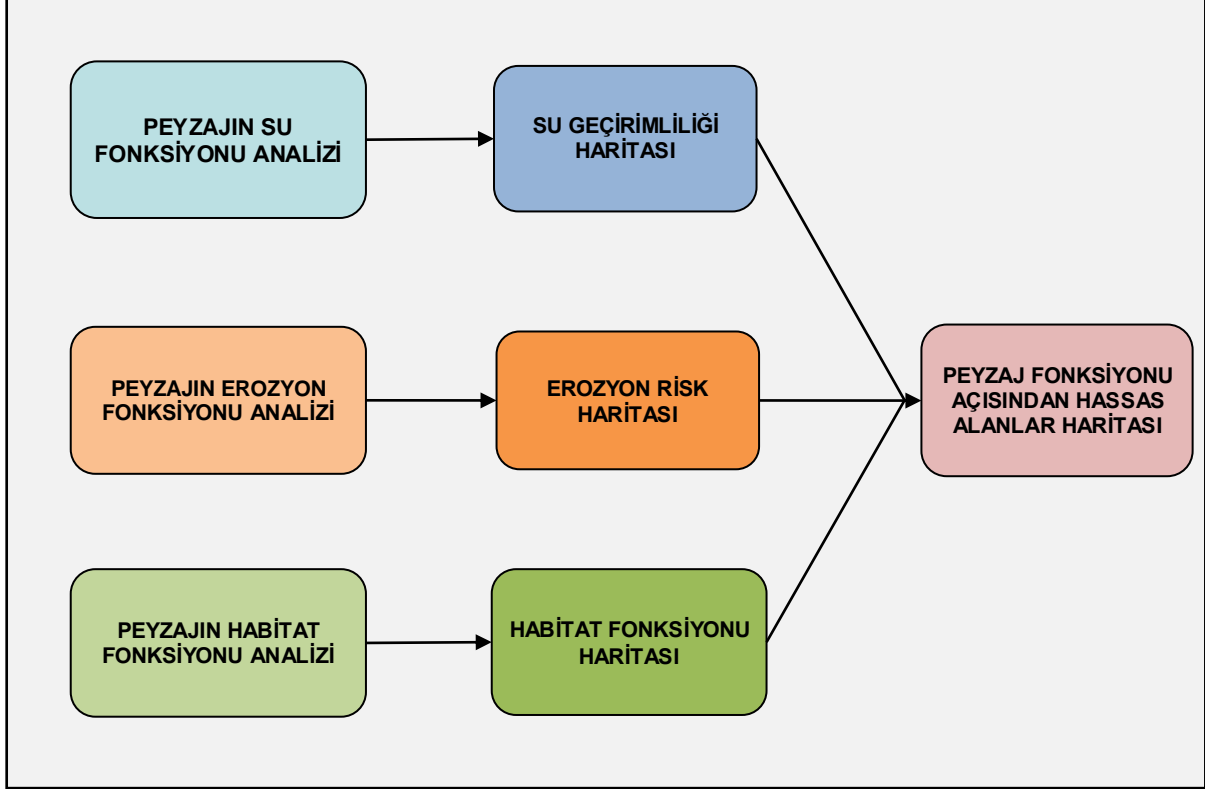 PEYZAJIN SU
FONKSİYONU ANALİZİ
SU GEÇİRİMLİLİĞİ
HARİTASI
PEYZAJIN EROZYON
FONKSİYONU ANALİZİ
EROZYON RİSK
HARİTASI
PEYZAJ FONKSİYONU
AÇISINDAN HASSAS
ALANLAR HARİTASI
PEYZAJIN HABİTAT
FONKSİYONU ANALİZİ
HABİTAT FONKSİYONU
HARİTASI